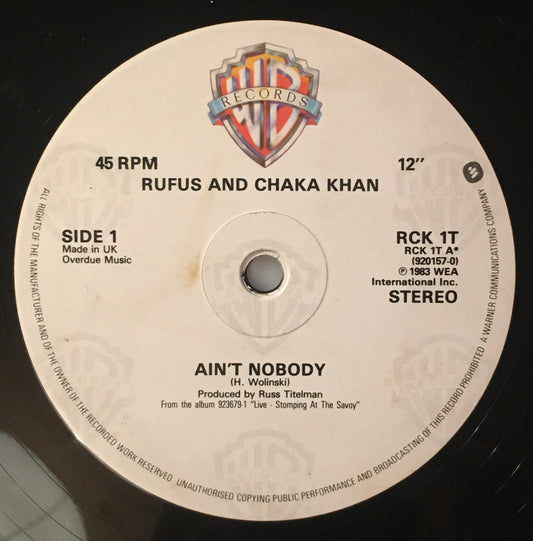 WB
RECORDS
45 RPM
12"
RUFUS AND CHAKA KHAN
SIDE 1
Made in UK
Overdue Music
RCK 1T
RCK 1T A*
(920157-0)
℗ 1983 WEA
International Inc.
STEREO
AIN'T NOBODY
(H. Wolinski)
Produced by Russ Titelman
From the album 923679-1 "Live - Stomping At The Savoy"
ALL RIGHTS OF THE MANUFACTURER AND OF THE OWNER OF THE RECORDED WORK RESERVED UNAUTHORISED COPYING PUBLIC PERFORMANCE AND BROADCASTING OF THIS RECORD PROHIBITED A WARNER COMMUNICATIONS COMPANY